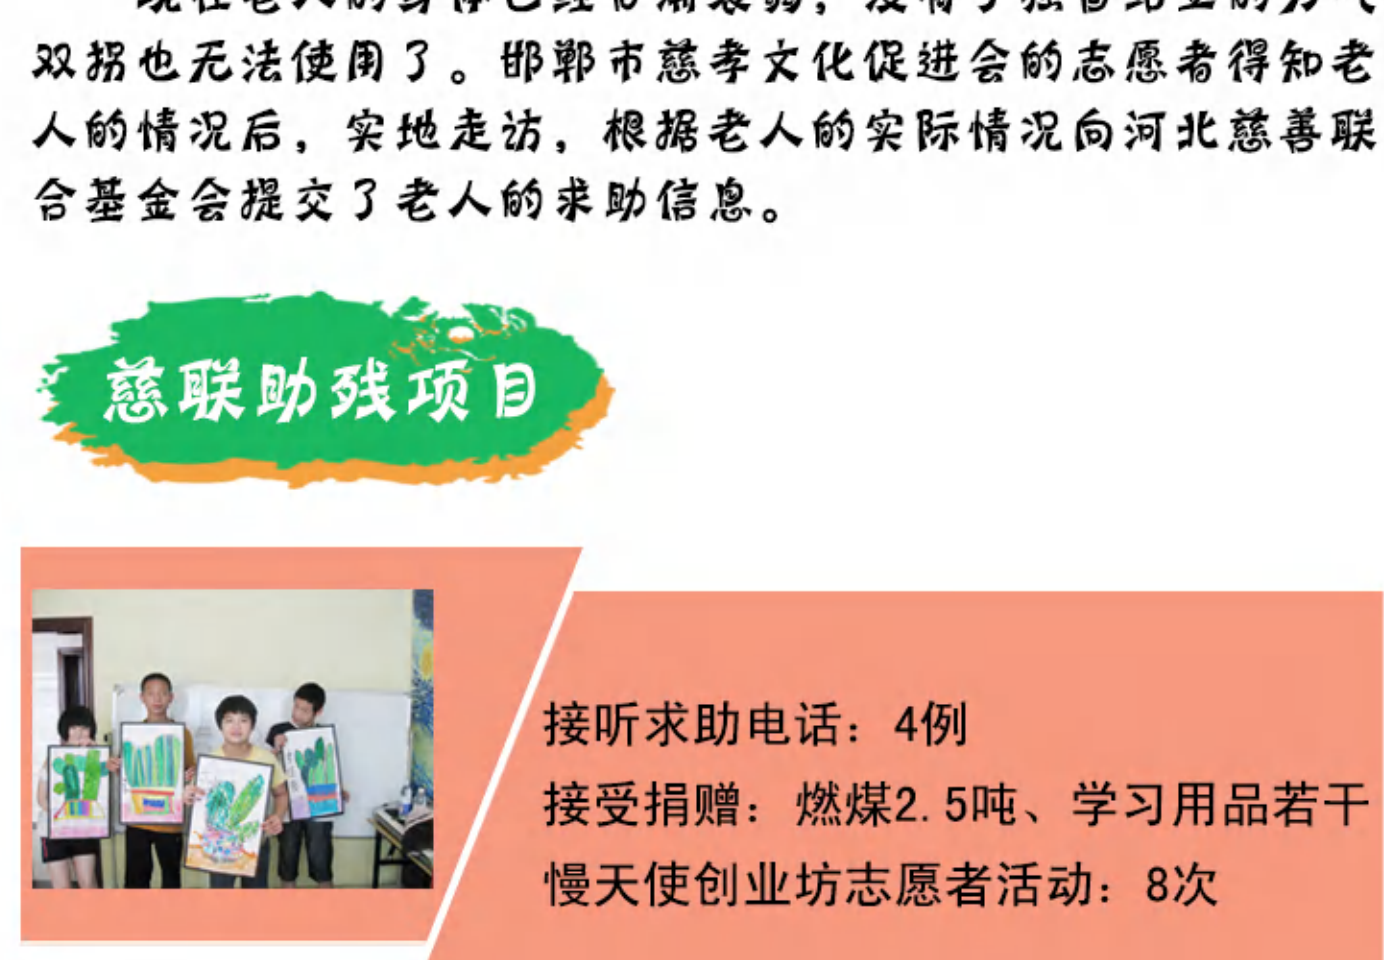 双拐也无法使用了。邯郸市慈孝文化促进会的志愿者得知老
人的情况后，实地走访，根据老人的实际情况向河北慈善联
合基金会提交了老人的求助信息。
慈联助残项目
接听求助电话：4例
接受捐赠：燃煤2.5吨、学习用品若干
慢天使创业坊志愿者活动：8次